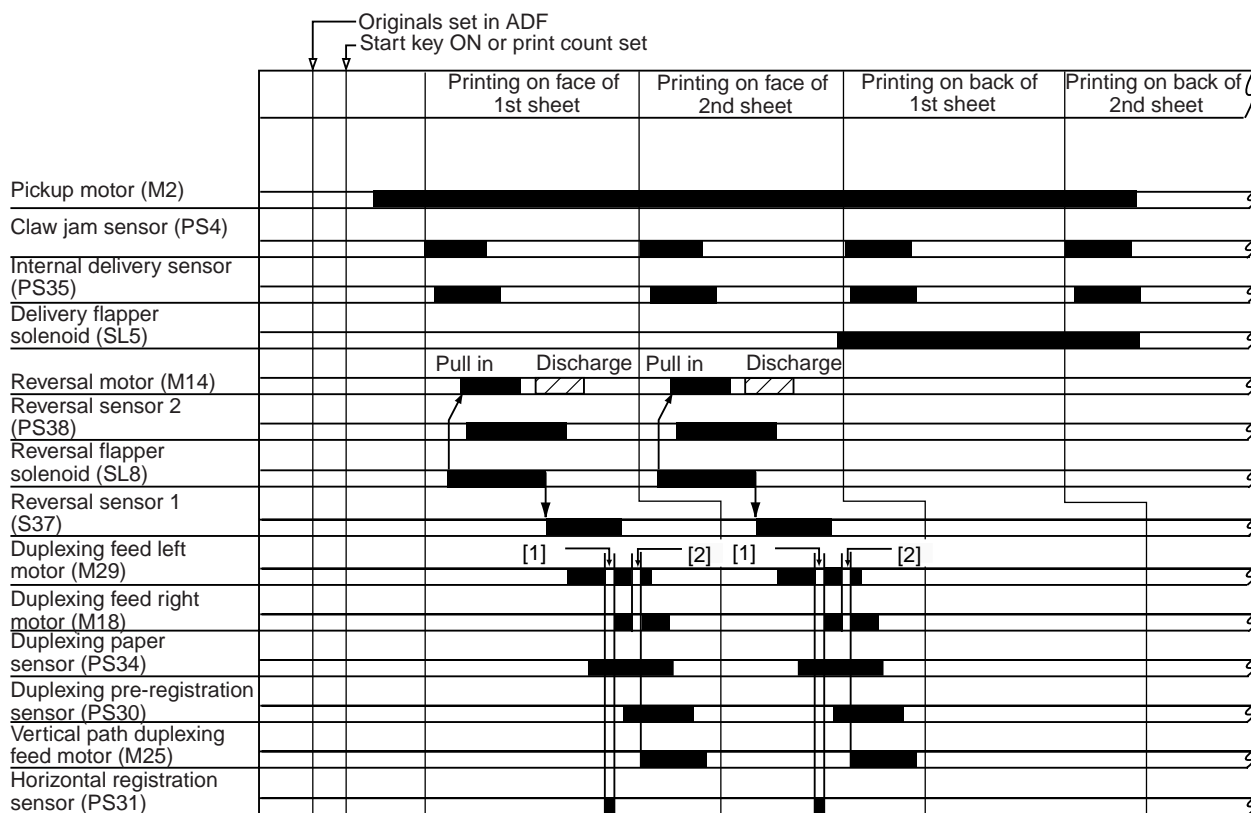 Originals set in ADF
Start key ON or print count set
Printing on face of
1st sheet
Printing on face of
2nd sheet
Printing on back of
1st sheet
Printing on back of
2nd sheet
Pickup motor (M2)
Claw jam sensor (PS4)
Internal delivery sensor
(PS35)
Delivery flapper
solenoid (SL5)
Pull in
Discharge
Pull in
Discharge
Reversal motor (M14)
Reversal sensor 2
(PS38)
Reversal flapper
solenoid (SL8)
Reversal sensor 1
(S37)
Duplexing feed left
motor (M29)
[1]
[2]
[1]
[2]
Duplexing feed right
motor (M18)
Duplexing paper
sensor (PS34)
Duplexing pre-registration
sensor (PS30)
Vertical path duplexing
feed motor (M25)
Horizontal registration
sensor (PS31)